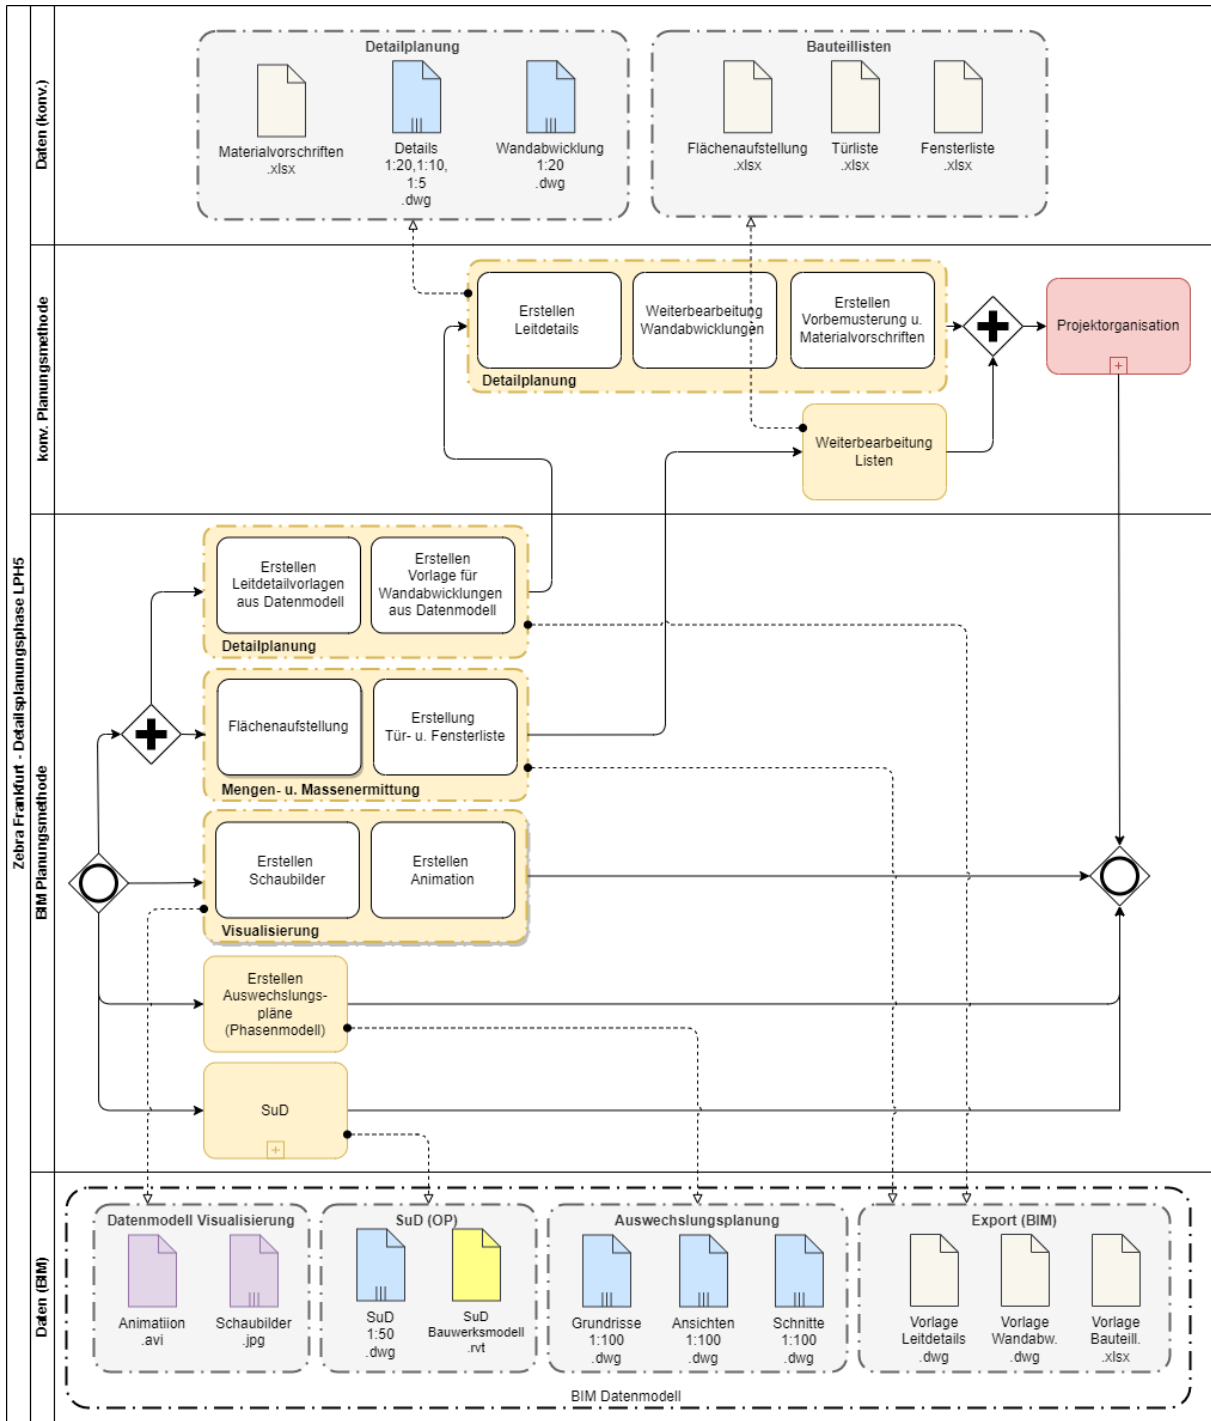 Zebra Frankfurt - Detailsplanungsphase LPH5
Daten (konv.)
Detailplanung
Materialvorschriften
.xlsx
Details
1:20,1:10,
1:5
.dwg
Wandabwicklung
1:20
.dwg
Bauteillisten
Flächenaufstellung
.xlsx
Türliste
.xlsx
Fensterliste
.xlsx
konv. Planungsmethode
Erstellen
Leitdetails
Weiterbearbeitung
Wandabwicklungen
Erstellen
Vorbemusterung u.
Materialvorschriften
Detailplanung
Projektorganisation
Weiterbearbeitung
Listen
BIM Planungsmethode
Erstellen
Leitdetailvorlagen
aus Datenmodell
Erstellen
Vorlage für
Wandabwicklungen
aus Datenmodell
Detailplanung
Flächenaufstellung
Erstellung
Tür- u. Fensterliste
Mengen- u. Massenermittung
Erstellen
Schaubilder
Erstellen
Animation
Visualisierung
Erstellen
Auswechslungs-
pläne
(Phasenmodell)
SuD
Daten (BIM)
Datenmodell Visualisierung
Animatiion
.avi
Schaubilder
.jpg
SuD (OP)
SuD
1:50
.dwg
SuD
Bauwerksmodell
.rvt
Auswechslungsplanung
Grundrisse
1:100
.dwg
Ansichten
1:100
.dwg
Schnitte
1:100
.dwg
Export (BIM)
Vorlage
Leitdetails
.dwg
Vorlage
Wandabw.
.dwg
Vorlage
Bauteill.
.xlsx
BIM Datenmodell